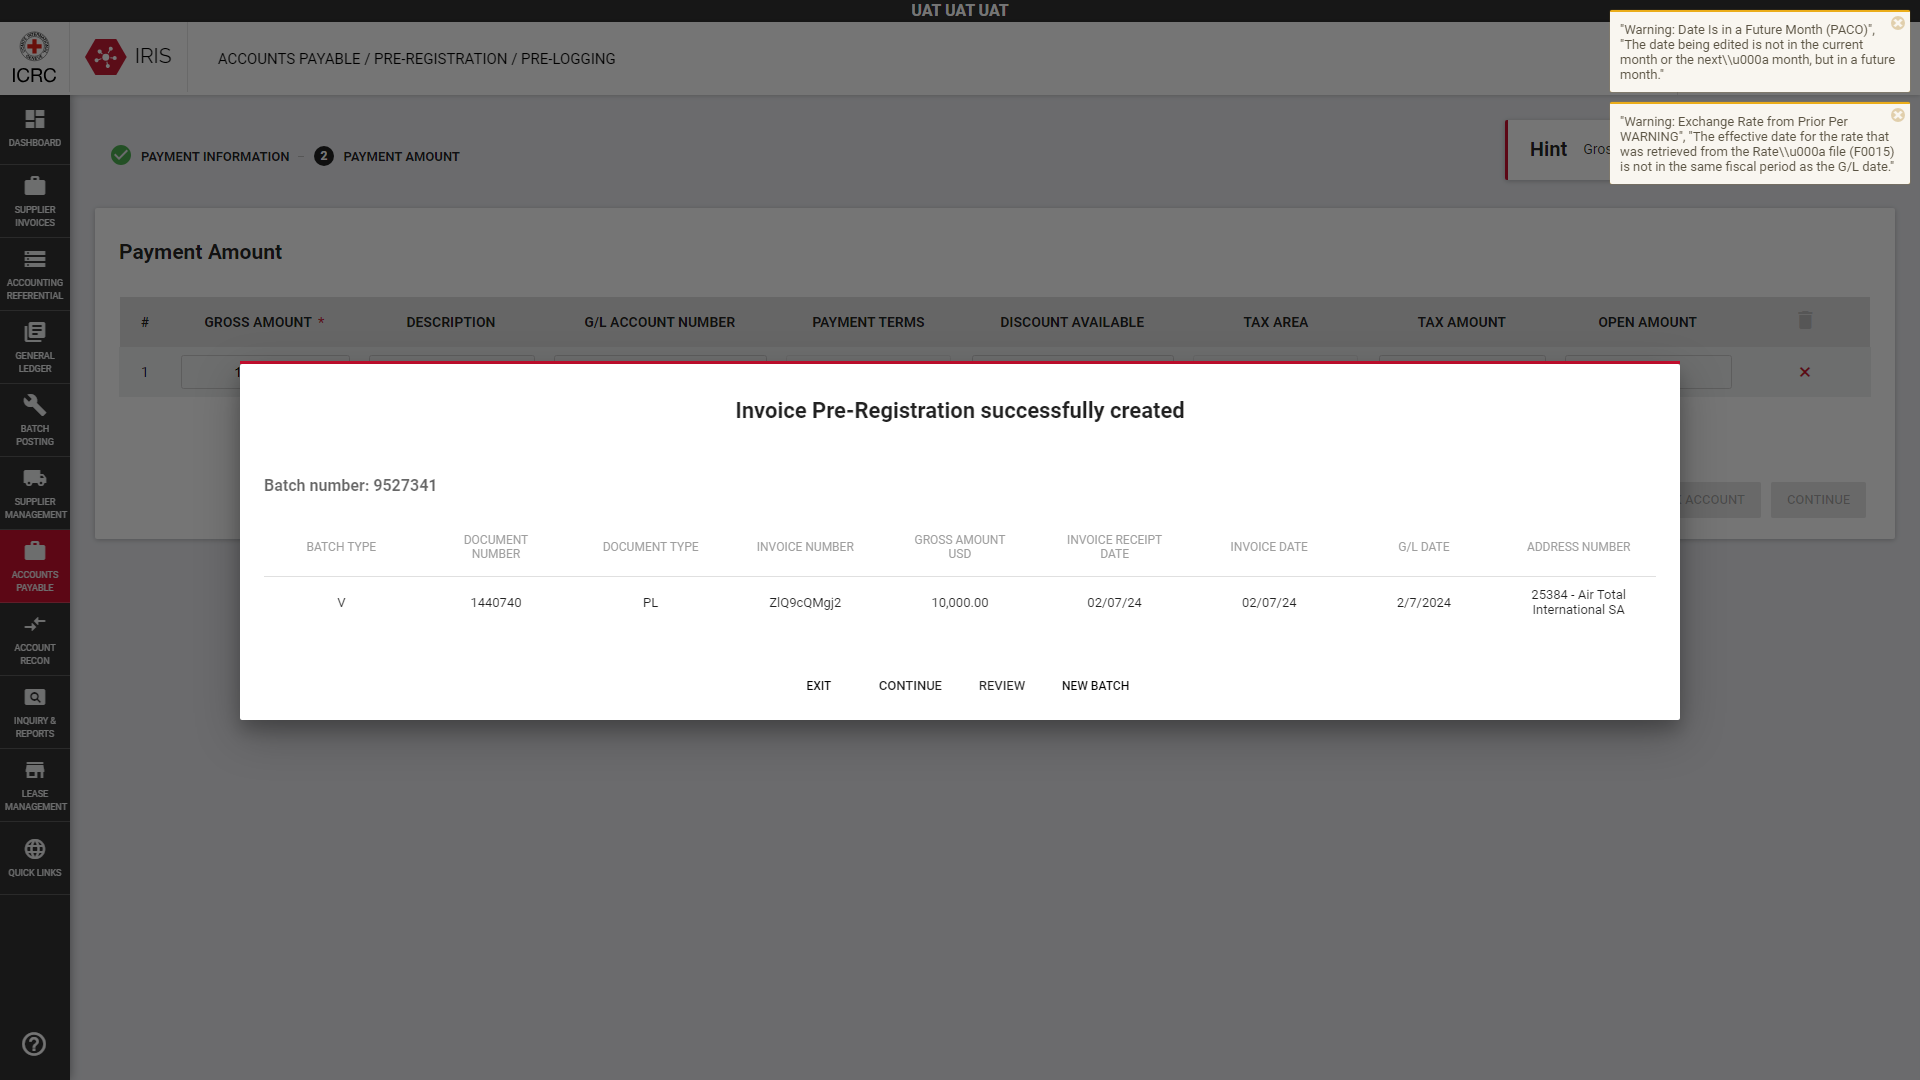 UAT UAT UAT
ICRC
IRIS
ACCOUNTS PAYABLE / PRE-REGISTRATION / PRE-LOGGING
"Warning: Date Is in a Future Month (PACO)",
"The date being edited is not in the current
month or the next\\u000a month, but in a future
month."
"Warning: Exchange Rate from Prior Per
WARNING", "The effective date for the rate that
was retrieved from the Rate\\u000a file (F0015)
is not in the same fiscal period as the G/L date."
DASHBOARD
SUPPLIER
INVOICES
ACCOUNTING
REFERENTIAL
GENERAL
LEDGER
BATCH
POSTING
SUPPLIER
MANAGEMENT
ACCOUNTS
PAYABLE
ACCOUNT
RECON
INQUIRY &
REPORTS
LEASE
MANAGEMENT
QUICK LINKS
PAYMENT INFORMATION
2 PAYMENT AMOUNT
Hint
Payment Amount
# GROSS AMOUNT * DESCRIPTION G/L ACCOUNT NUMBER PAYMENT TERMS DISCOUNT AVAILABLE TAX AREA TAX AMOUNT OPEN AMOUNT
1
ACCOUNT CONTINUE
Invoice Pre-Registration successfully created
Batch number: 9527341
BATCH TYPE DOCUMENT NUMBER DOCUMENT TYPE INVOICE NUMBER GROSS AMOUNT USD INVOICE RECEIPT DATE INVOICE DATE G/L DATE ADDRESS NUMBER
V 1440740 PL ZlQ9cQMgj2 10,000.00 02/07/24 02/07/24 2/7/2024 25384 - Air Total International SA
EXIT CONTINUE REVIEW NEW BATCH